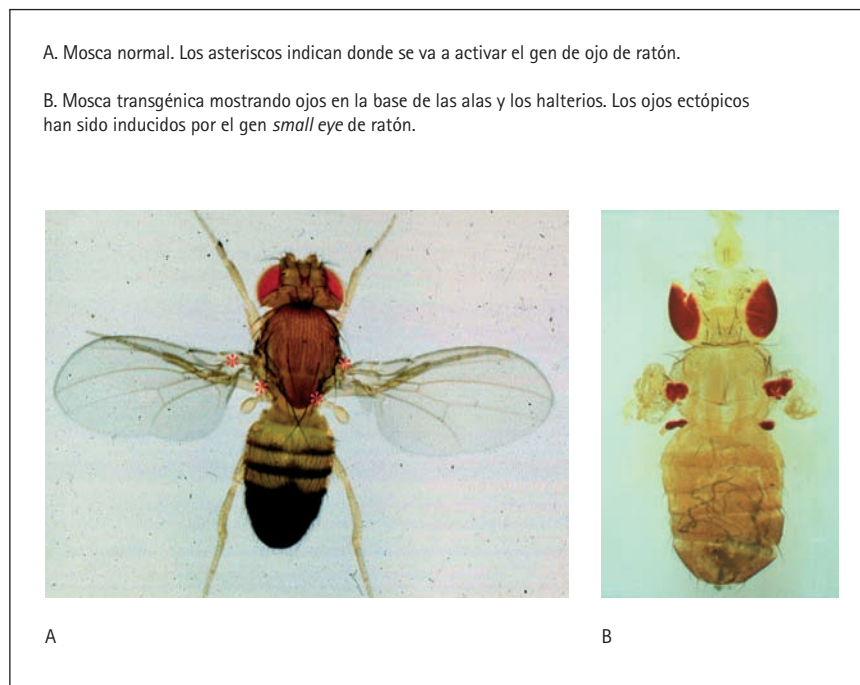 A. Mosca normal. Los asteriscos indican donde se va a activar el gen de ojo de ratón.
B. Mosca transgénica mostrando ojos en la base de las alas y los halterios. Los ojos ectópicos
han sido inducidos por el gen small eye de ratón.
A
B